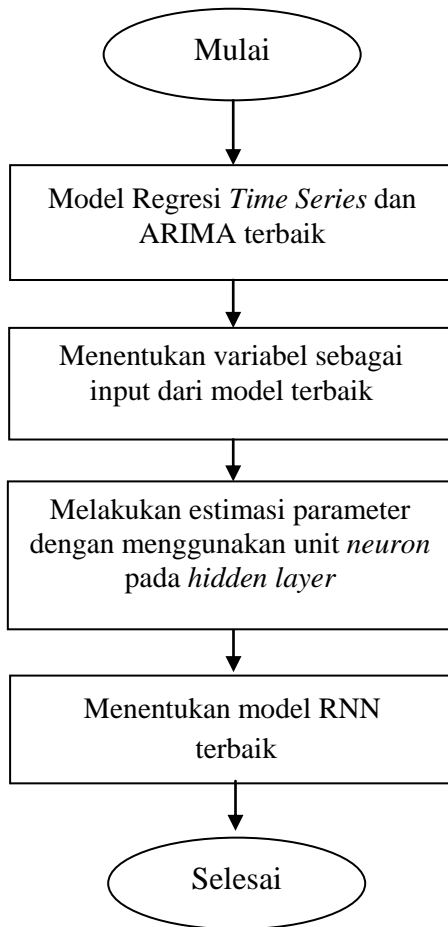 Mulai
Model Regresi Time Series dan
ARIMA terbaik
Menentukan variabel sebagai
input dari model terbaik
Melakukan estimasi parameter
dengan menggunakan unit neuron
pada hidden layer
Menentukan model RNN
terbaik
Selesai